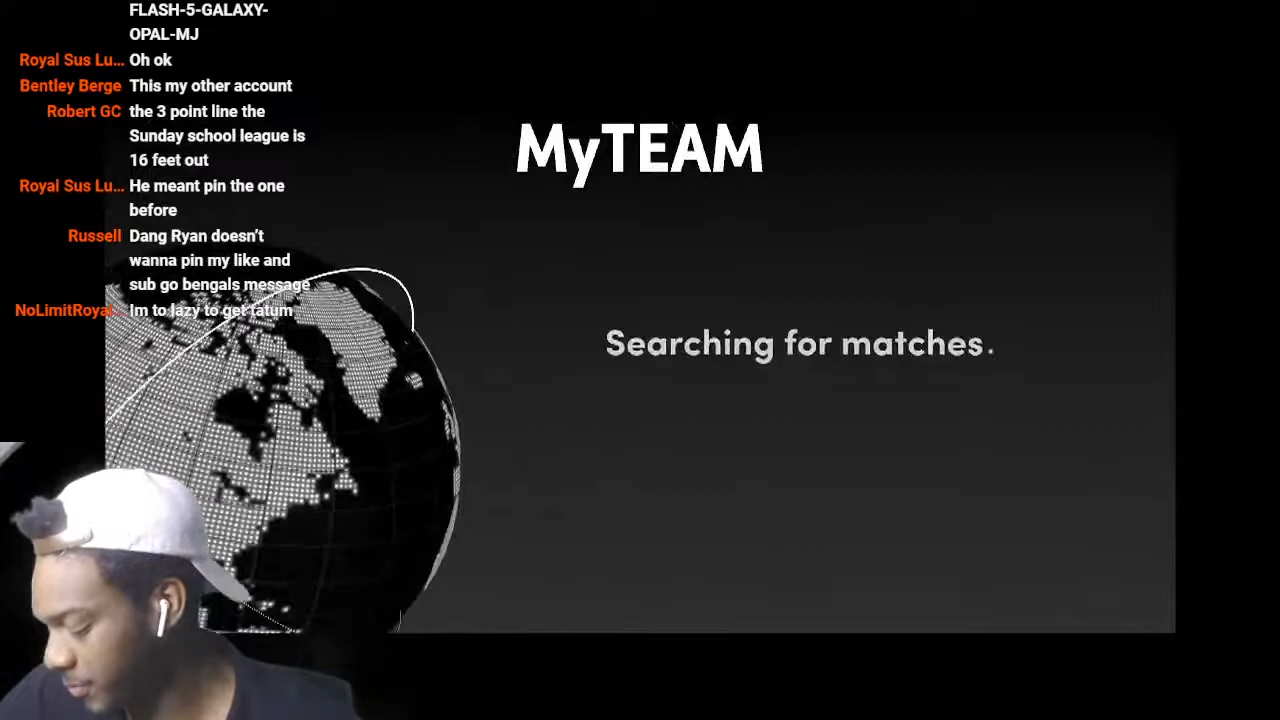 FLASH-5-GALAXY-
OPAL-MJ
Royal Sus Lu... Oh ok
Bentley Berge This my other account
Robert GC the 3 point line the
Sunday school league is
16 feet out
Royal Sus Lu... He meant pin the one
before
Russell Dang Ryan doesn't
wanna pin my like and
sub go bengals message
NoLimitRoyal... Im to lazy to get tatum
MyTEAM
Searching for matches.